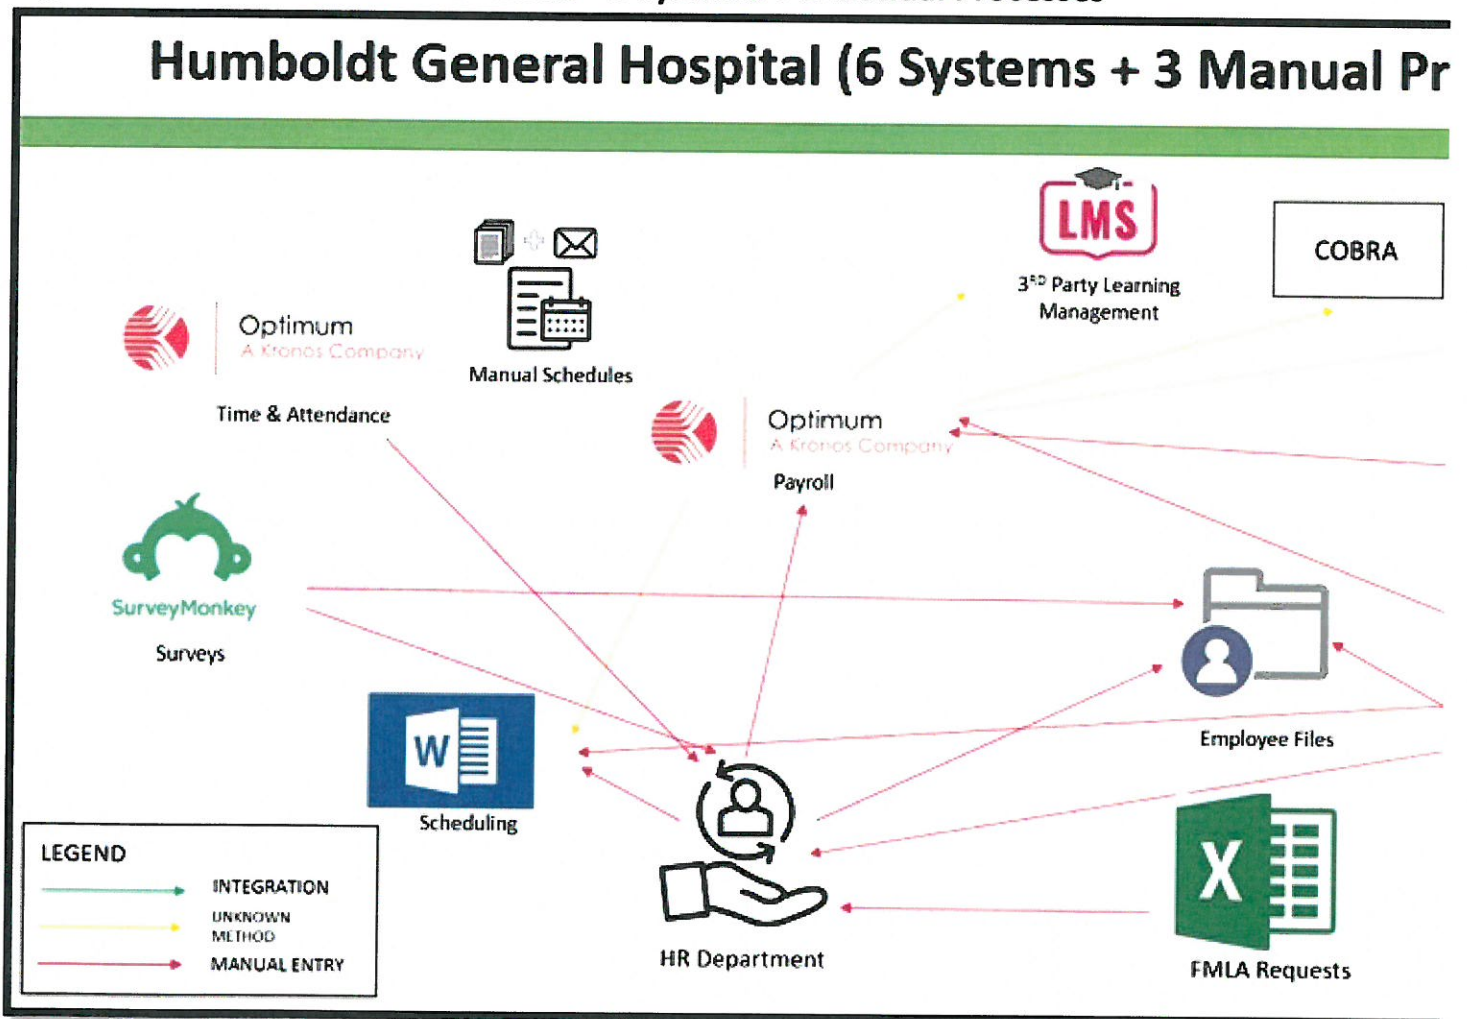 Humboldt General Hospital (6 Systems + 3 Manual Pr
LMS
3RD Party Learning
Management
COBRA
Optimum
A Kronos Company
Time & Attendance
Manual Schedules
Optimum
A Kronos Company
Payroll
SurveyMonkey
Surveys
Employee Files
W
Scheduling
HR Department
X
FMLA Requests
LEGEND
INTEGRATION
UNKNOWN
METHOD
MANUAL ENTRY